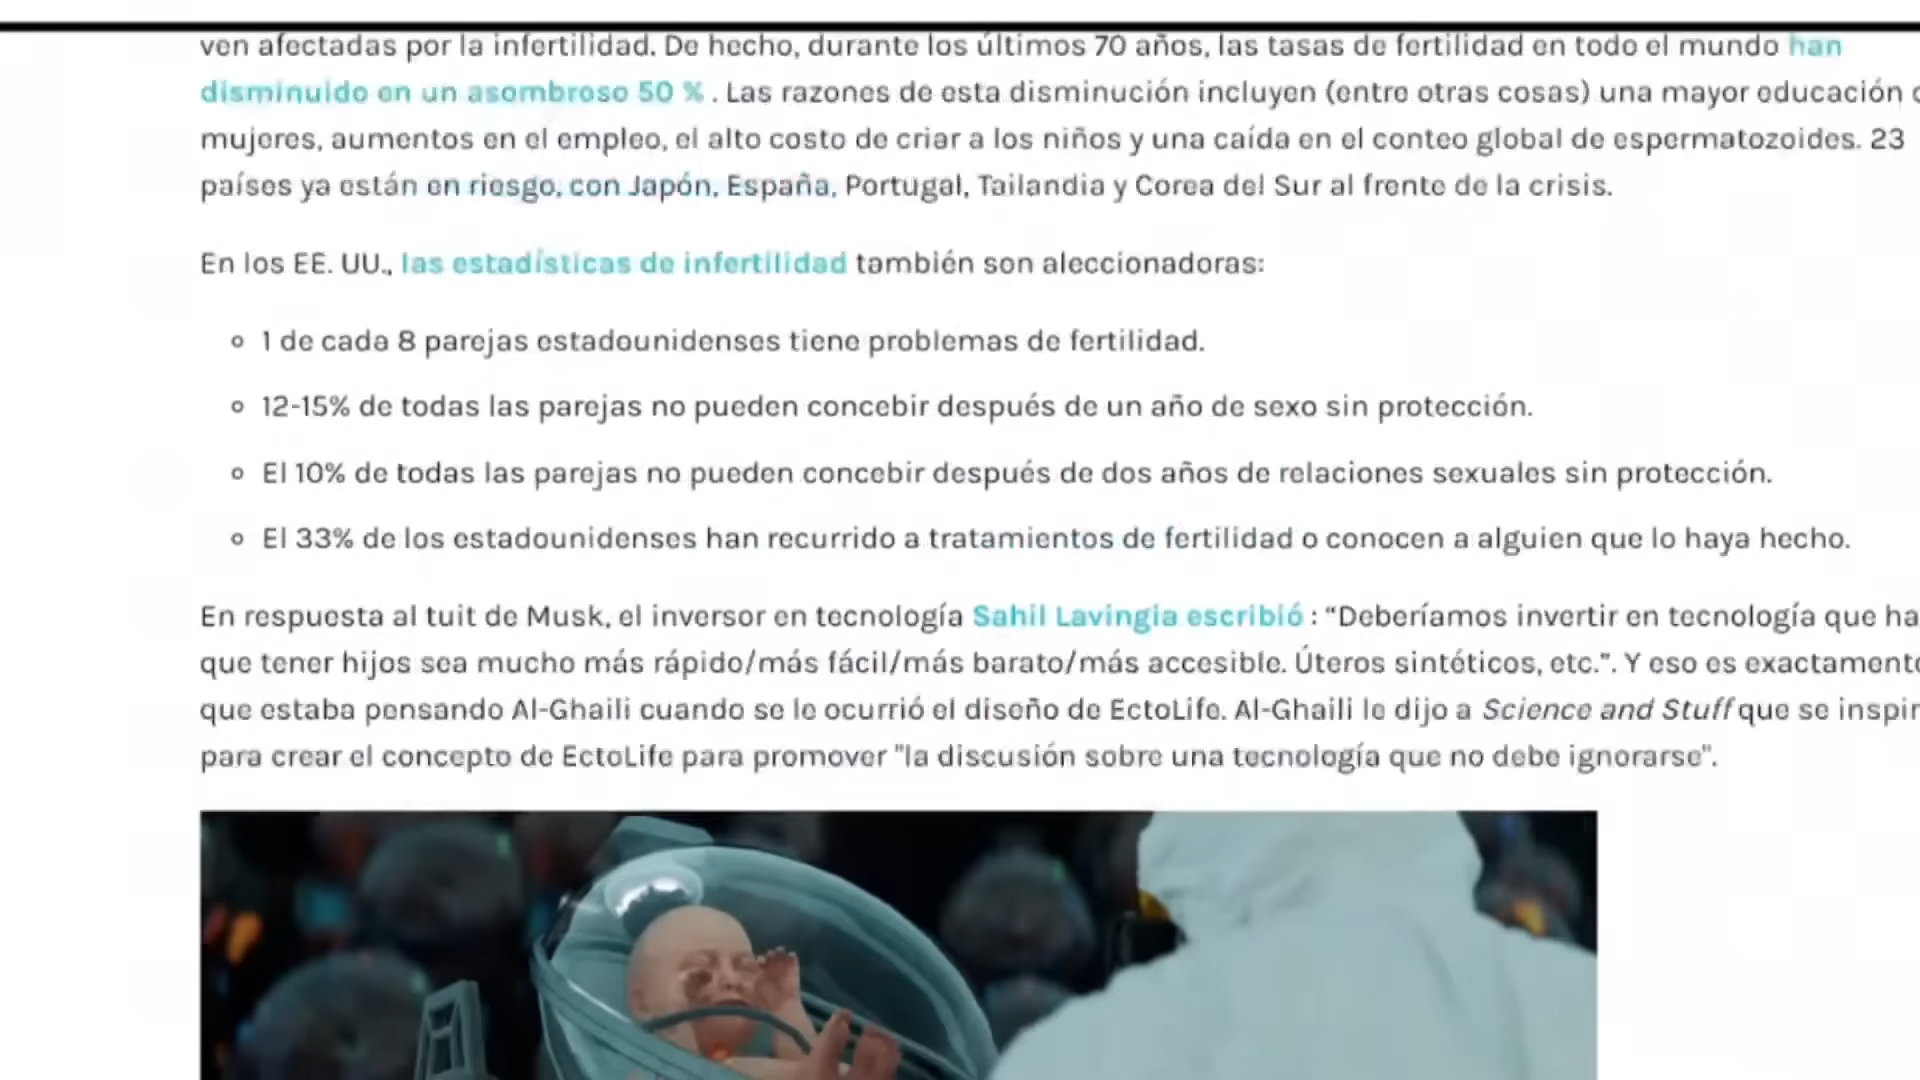 ven afectadas por la infertilidad. De hecho, durante los últimos 70 años, las tasas de fertilidad en todo el mundo han
disminuido en un asombroso 50 % . Las razones de esta disminución incluyen (entre otras cosas) una mayor educación
mujeres, aumentos en el empleo, el alto costo de criar a los niños y una caída en el conteo global de espermatozoides. 23
países ya están en riesgo, con Japón, España, Portugal, Tailandia y Corea del Sur al frente de la crisis.
En los EE. UU., las estadísticas de infertilidad también son aleccionadoras:
1 de cada 8 parejas estadounidenses tiene problemas de fertilidad.
12-15% de todas las parejas no pueden concebir después de un año de sexo sin protección.
El 10% de todas las parejas no pueden concebir después de dos años de relaciones sexuales sin protección.
El 33% de los estadounidenses han recurrido a tratamientos de fertilidad o conocen a alguien que lo haya hecho.
En respuesta al tuit de Musk, el inversor en tecnología Sahil Lavingia escribió : “Deberíamos invertir en tecnología que ha
que tener hijos sea mucho más rápido/más fácil/más barato/más accesible. Úteros sintéticos, etc.”. Y eso es exactamente
que estaba pensando Al-Ghaili cuando se le ocurrió el diseño de EctoLife. Al-Ghaili le dijo a Science and Stuff que se inspir
para crear el concepto de EctoLife para promover "la discusión sobre una tecnología que no debe ignorarse".